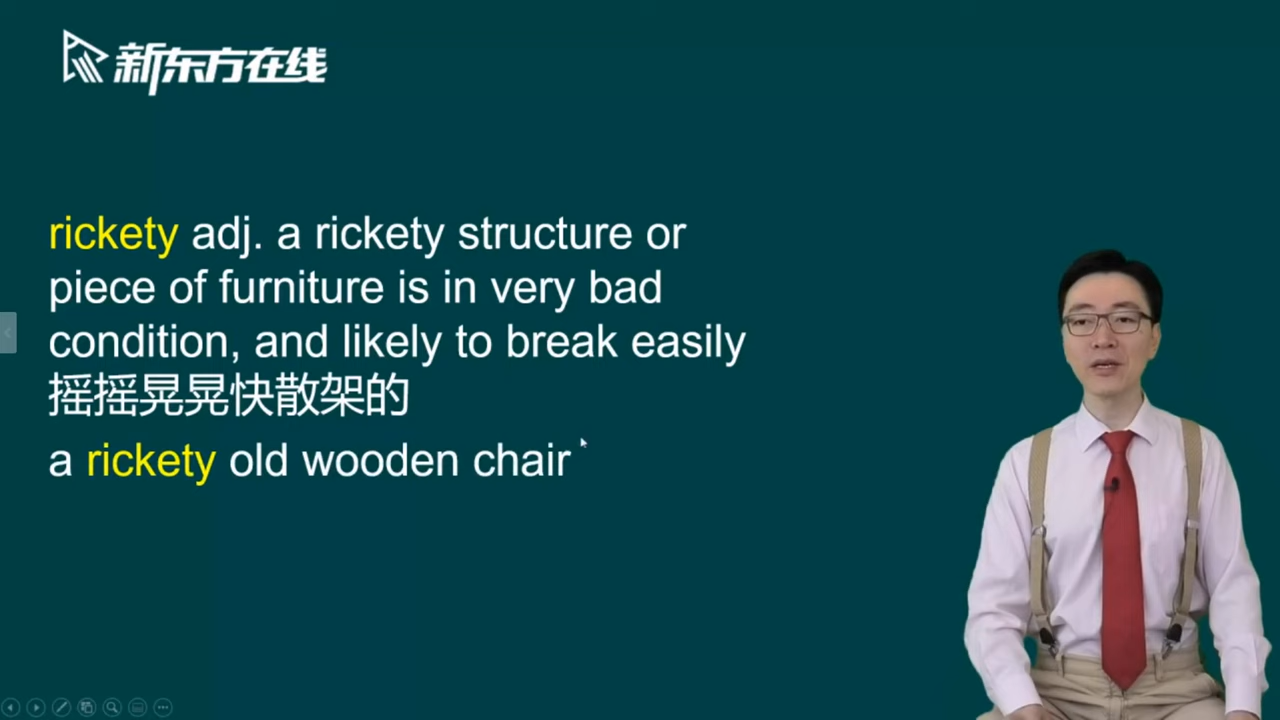 新东方在线
rickety adj. a rickety structure or
piece of furniture is in very bad
condition, and likely to break easily
摇摇晃晃快散架的
a rickety old wooden chair